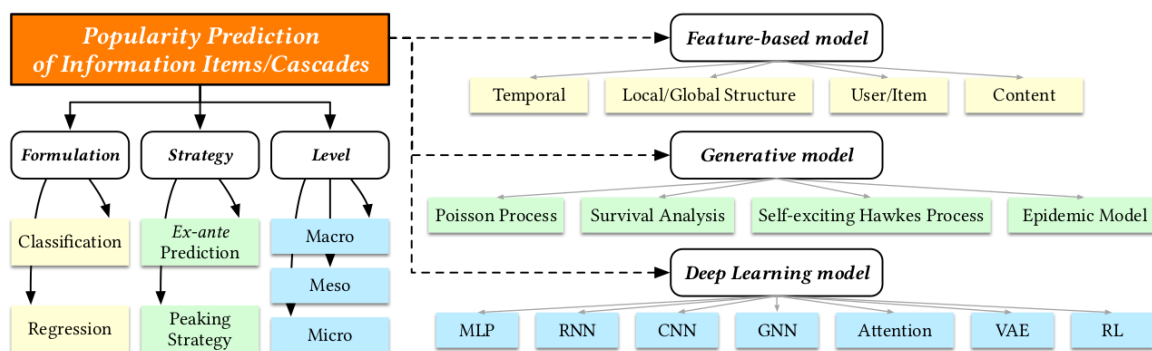 Popularity Prediction
of Information Items/Cascades
Formulation
Strategy
Level
Classification
Regression
Ex-ante
Prediction
Peaking
Strategy
Macro
Meso
Micro
Feature-based model
Temporal
Local/Global Structure
User/Item
Content
Generative model
Poisson Process
Survival Analysis
Self-exciting Hawkes Process
Epidemic Model
Deep Learning model
MLP
RNN
CNN
GNN
Attention
VAE
RL